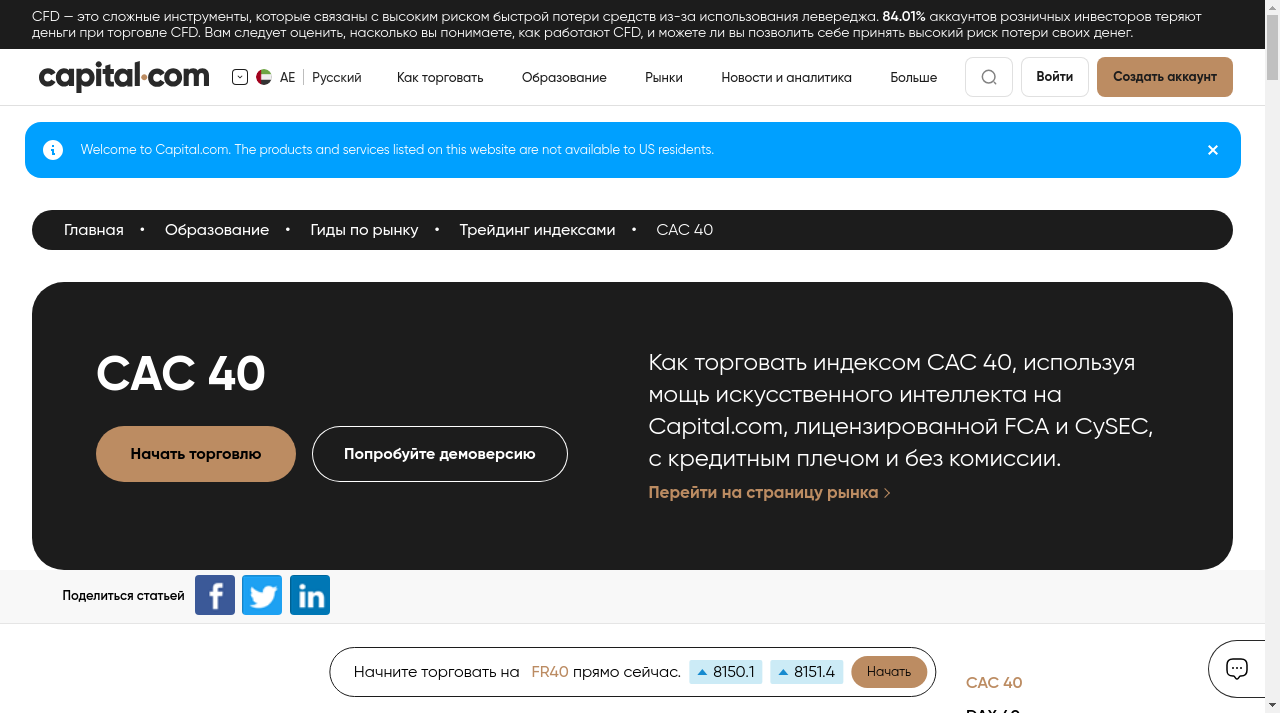 CFD — это сложные инструменты, которые связаны с высоким риском быстрой потери средств из-за использования левереджа. 84.01% аккаунтов розничных инвесторов теряют
деньги при торговле CFD. Вам следует оценить, насколько вы понимаете, как работают CFD, и можете ли вы позволить себе принять высокий риск потери своих денег.
capital.com AE Русский Как торговать Образование Рынки Новости и аналитика Больше Войти Создать аккаунт
Welcome to Capital.com. The products and services listed on this website are not available to US residents.
Главная • Образование • Гиды по рынку • Трейдинг индексами • CAC 40
CAC 40
Начать торговлю Попробуйте демоверсию
Как торговать индексом CAC 40, используя
мощь искусственного интеллекта на
Capital.com, лицензированной FCA и CySEC,
с кредитным плечом и без комиссии.
Перейти на страницу рынка
Поделиться статьей
Начните торговать на FR40 прямо сейчас. 8150.1 8151.4 Начать
CAC 40
DAX 40